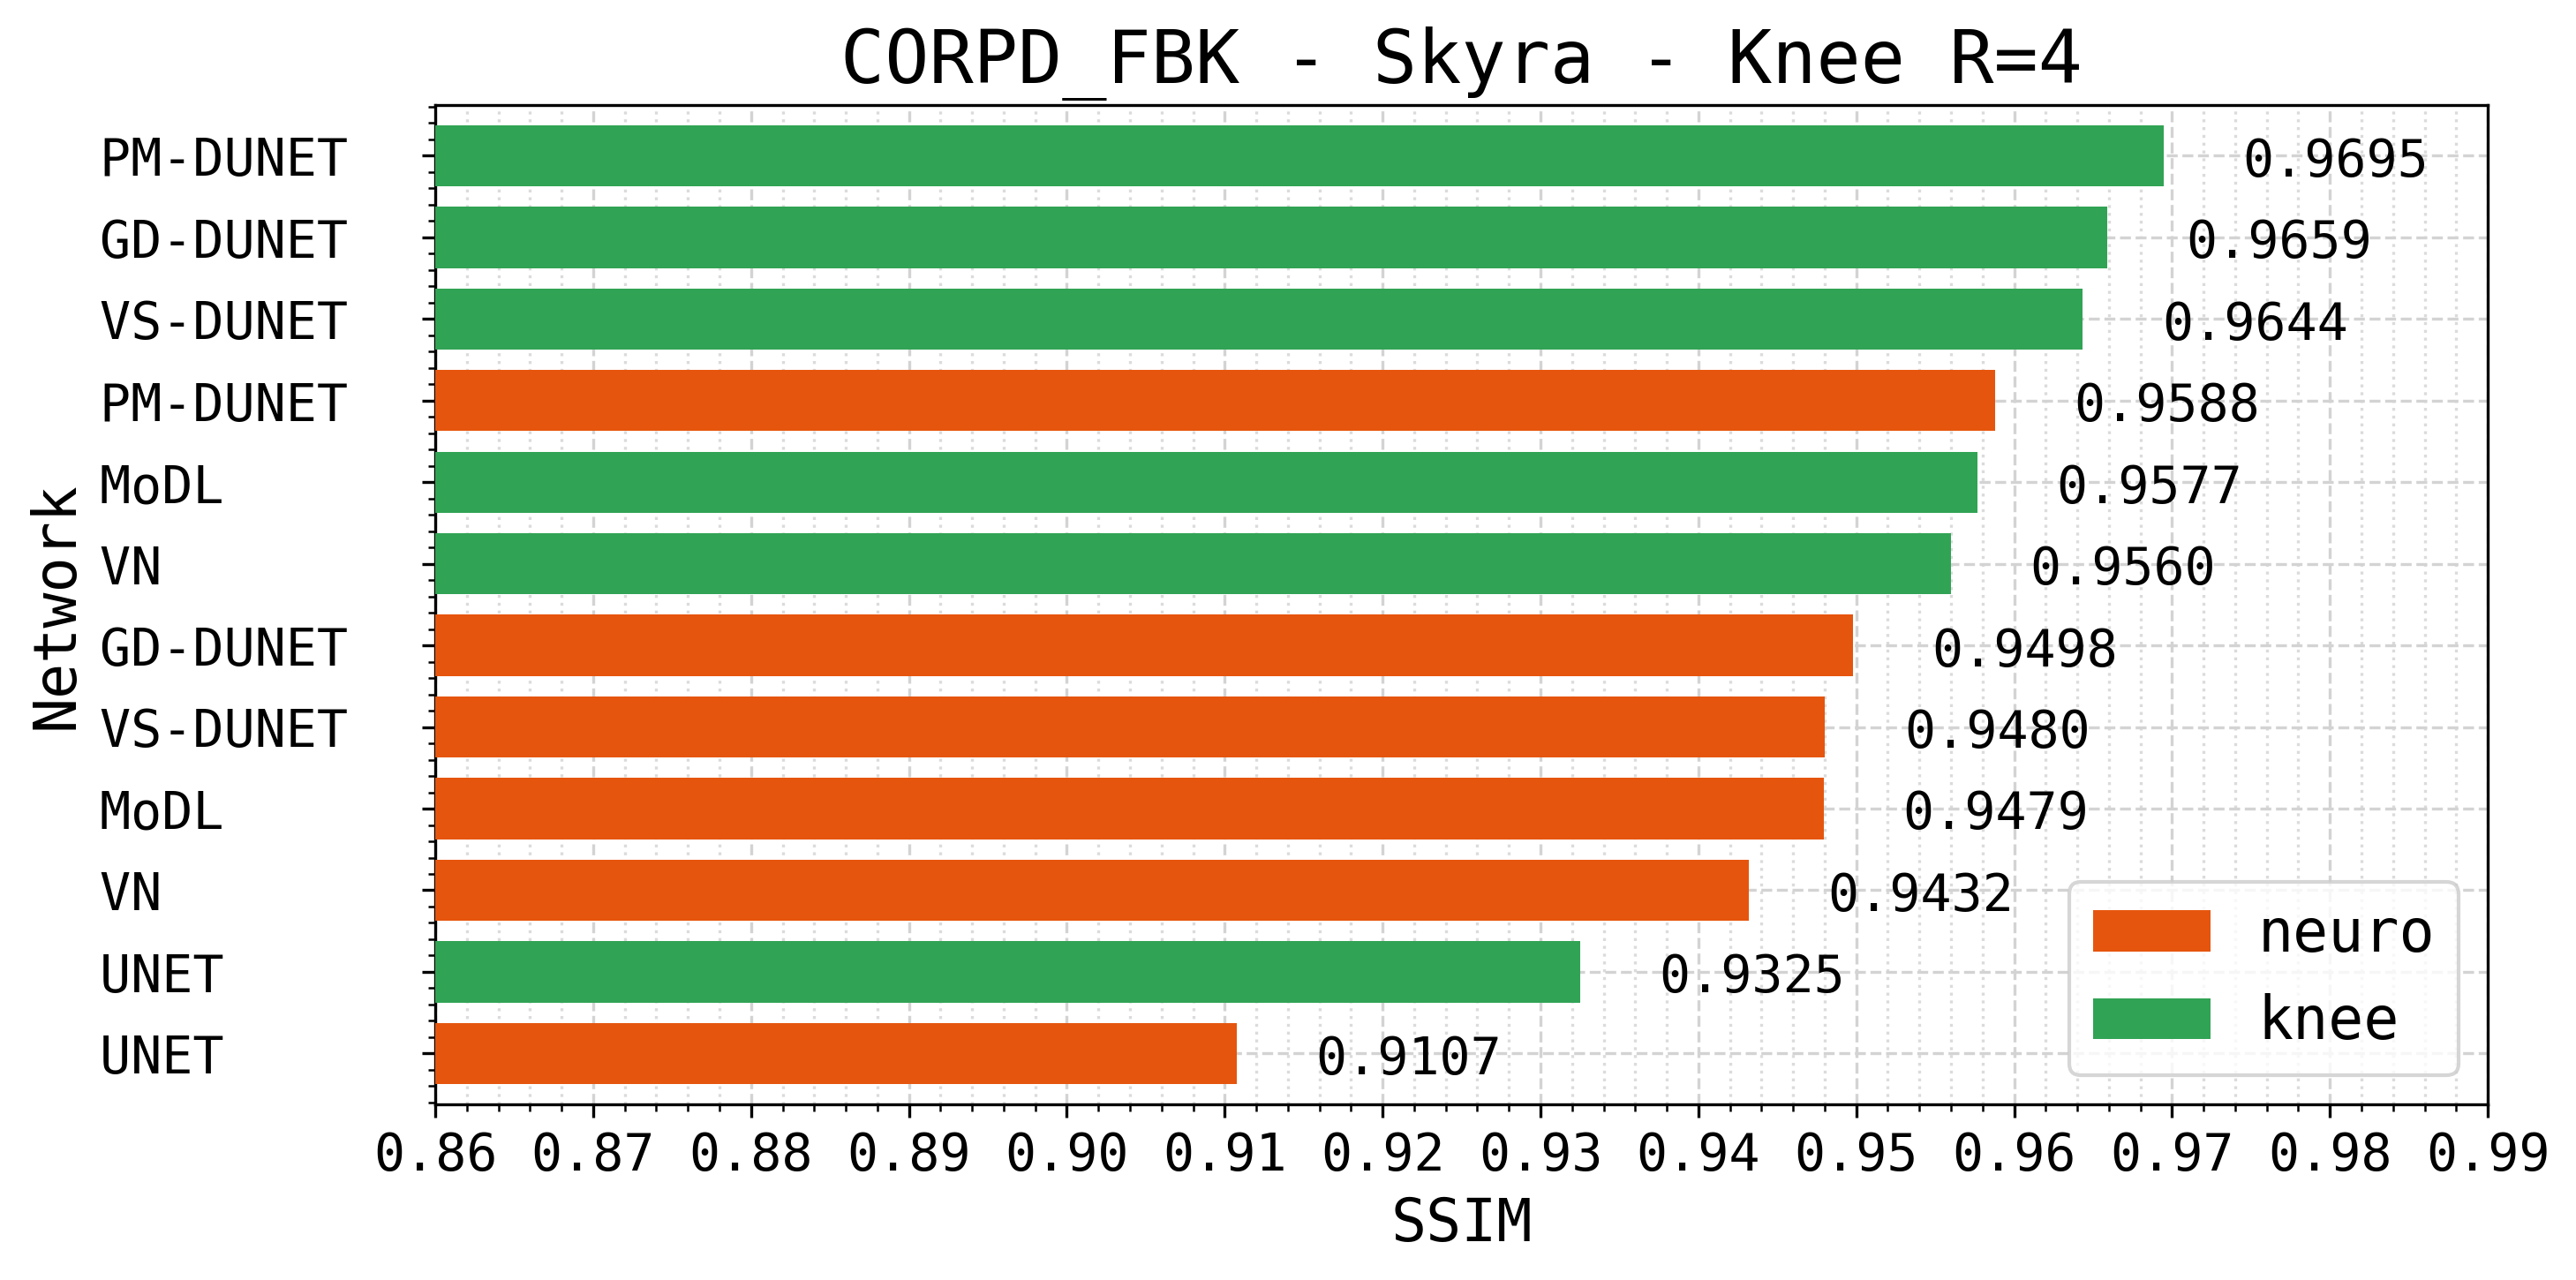 CORPD_FBK - Skyra - Knee R=4
Network
PM-DUNET 0.9695
GD-DUNET 0.9659
VS-DUNET 0.9644
PM-DUNET 0.9588
MoDL 0.9577
VN 0.9560
GD-DUNET 0.9498
VS-DUNET 0.9480
MoDL 0.9479
VN 0.9432
UNET 0.9325
UNET 0.9107
neuro
knee
0.86 0.87 0.88 0.89 0.90 0.91 0.92 0.93 0.94 0.95 0.96 0.97 0.98 0.99
SSIM